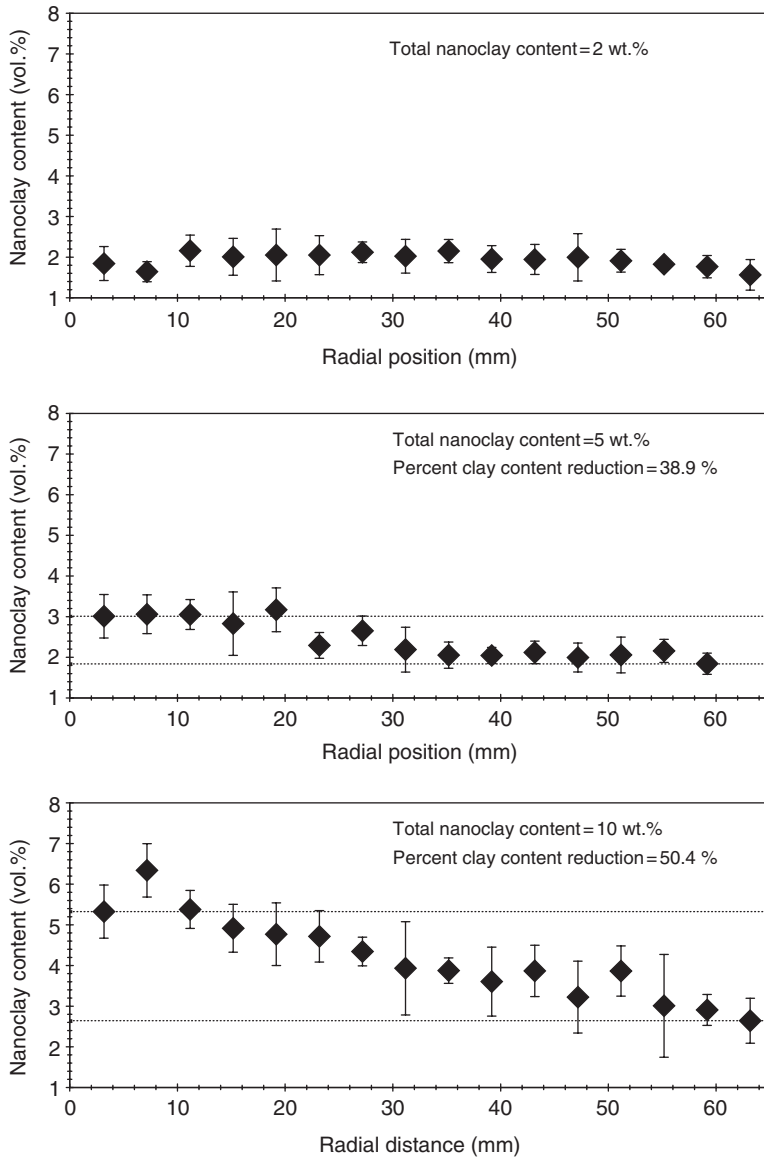 8
7
6
5
4
3
2
1
Nanoclay content (vol.%)
Total nanoclay content=2 wt.%
0 10 20 30 40 50 60
Radial position (mm)
8
7
6
5
4
3
2
1
Nanoclay content (vol.%)
Total nanoclay content=5 wt.%
Percent clay content reduction=38.9 %
0 10 20 30 40 50 60
Radial position (mm)
8
7
6
5
4
3
2
1
Nanoclay content (vol.%)
Total nanoclay content=10 wt.%
Percent clay content reduction=50.4 %
0 10 20 30 40 50 60
Radial distance (mm)